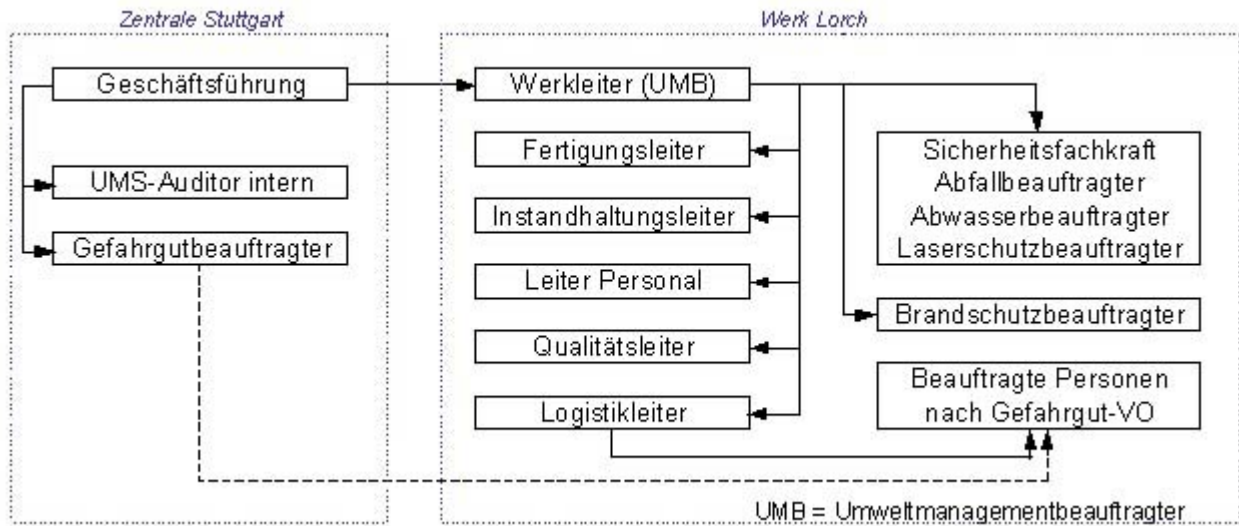 Zentrale Stuttgart
Werk Lorch
Geschäftsführung
UMS-Auditor intern
Gefahrgutbeauftragter
Werkleiter (UMB)
Fertigungsleiter
Instandhaltungsleiter
Leiter Personal
Qualitätsleiter
Logistikleiter
Sicherheitsfachkraft
Abfallbeauftragter
Abwasserbeauftragter
Laserschutzbeauftragter
Brandschutzbeauftragter
Beauftragte Personen
nach Gefahrgut-VO
UMB = Umweltmanagementbeauftragter